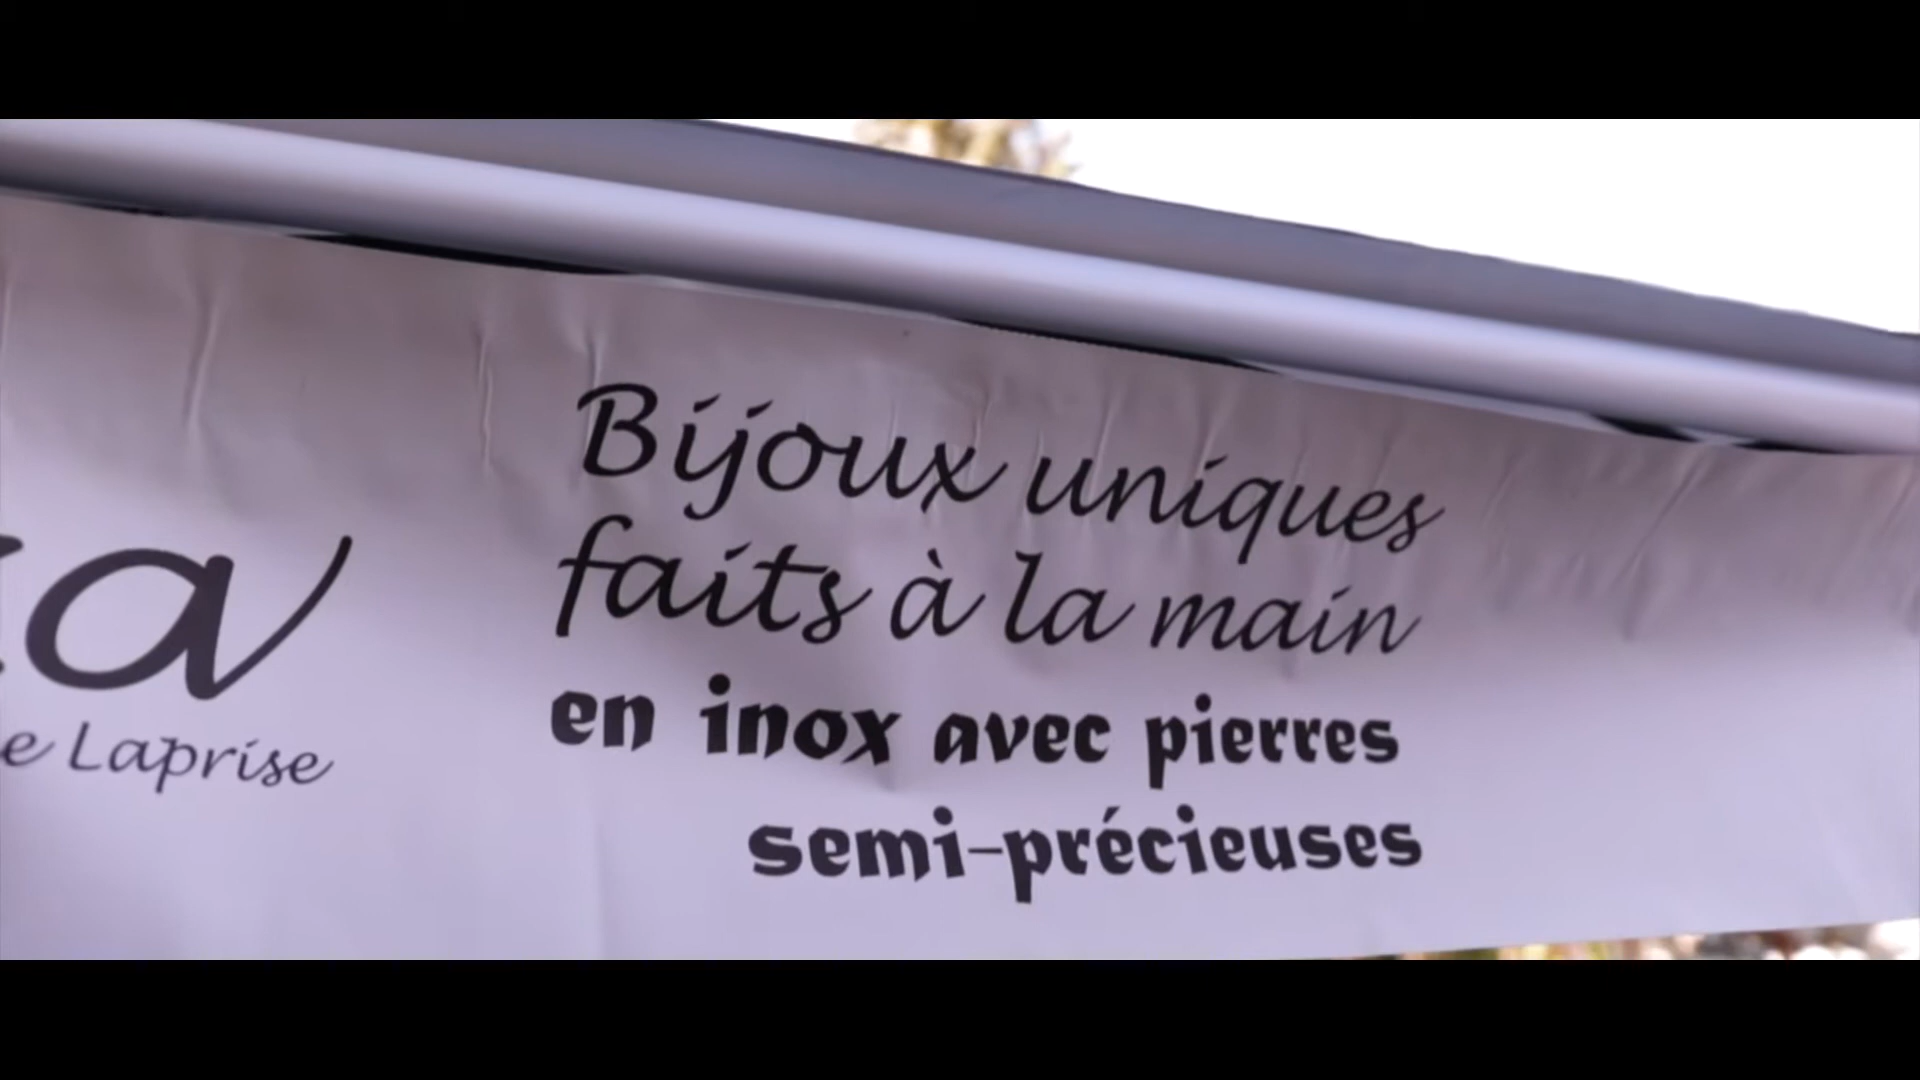 Laprise
Bijoux uniques
faits à la main
en inox avec pierres
semi-précieuses